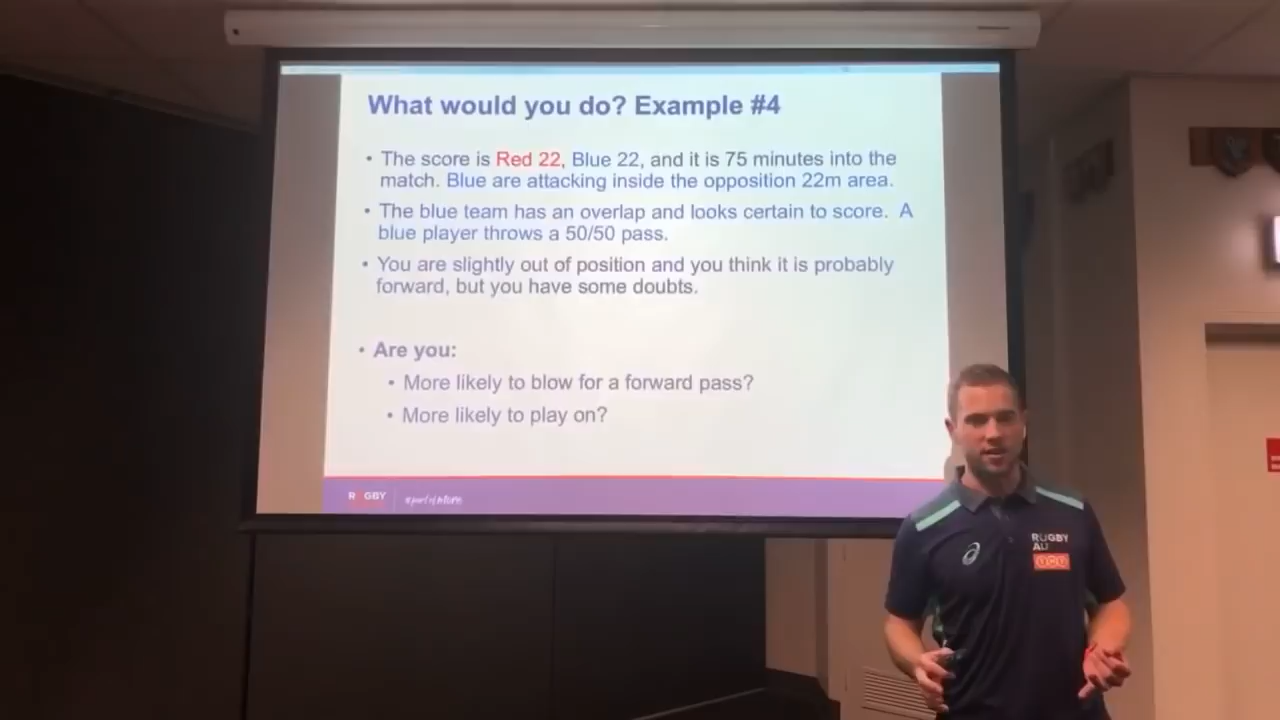 What would you do? Example #4
• The score is Red 22, Blue 22, and it is 75 minutes into the
match. Blue are attacking inside the opposition 22m area.
• The blue team has an overlap and looks certain to score. A
blue player throws a 50/50 pass.
• You are slightly out of position and you think it is probably
forward, but you have some doubts.
• Are you:
• More likely to blow for a forward pass?
• More likely to play on?
RUGBY
#partofmore
RUGBY
AU